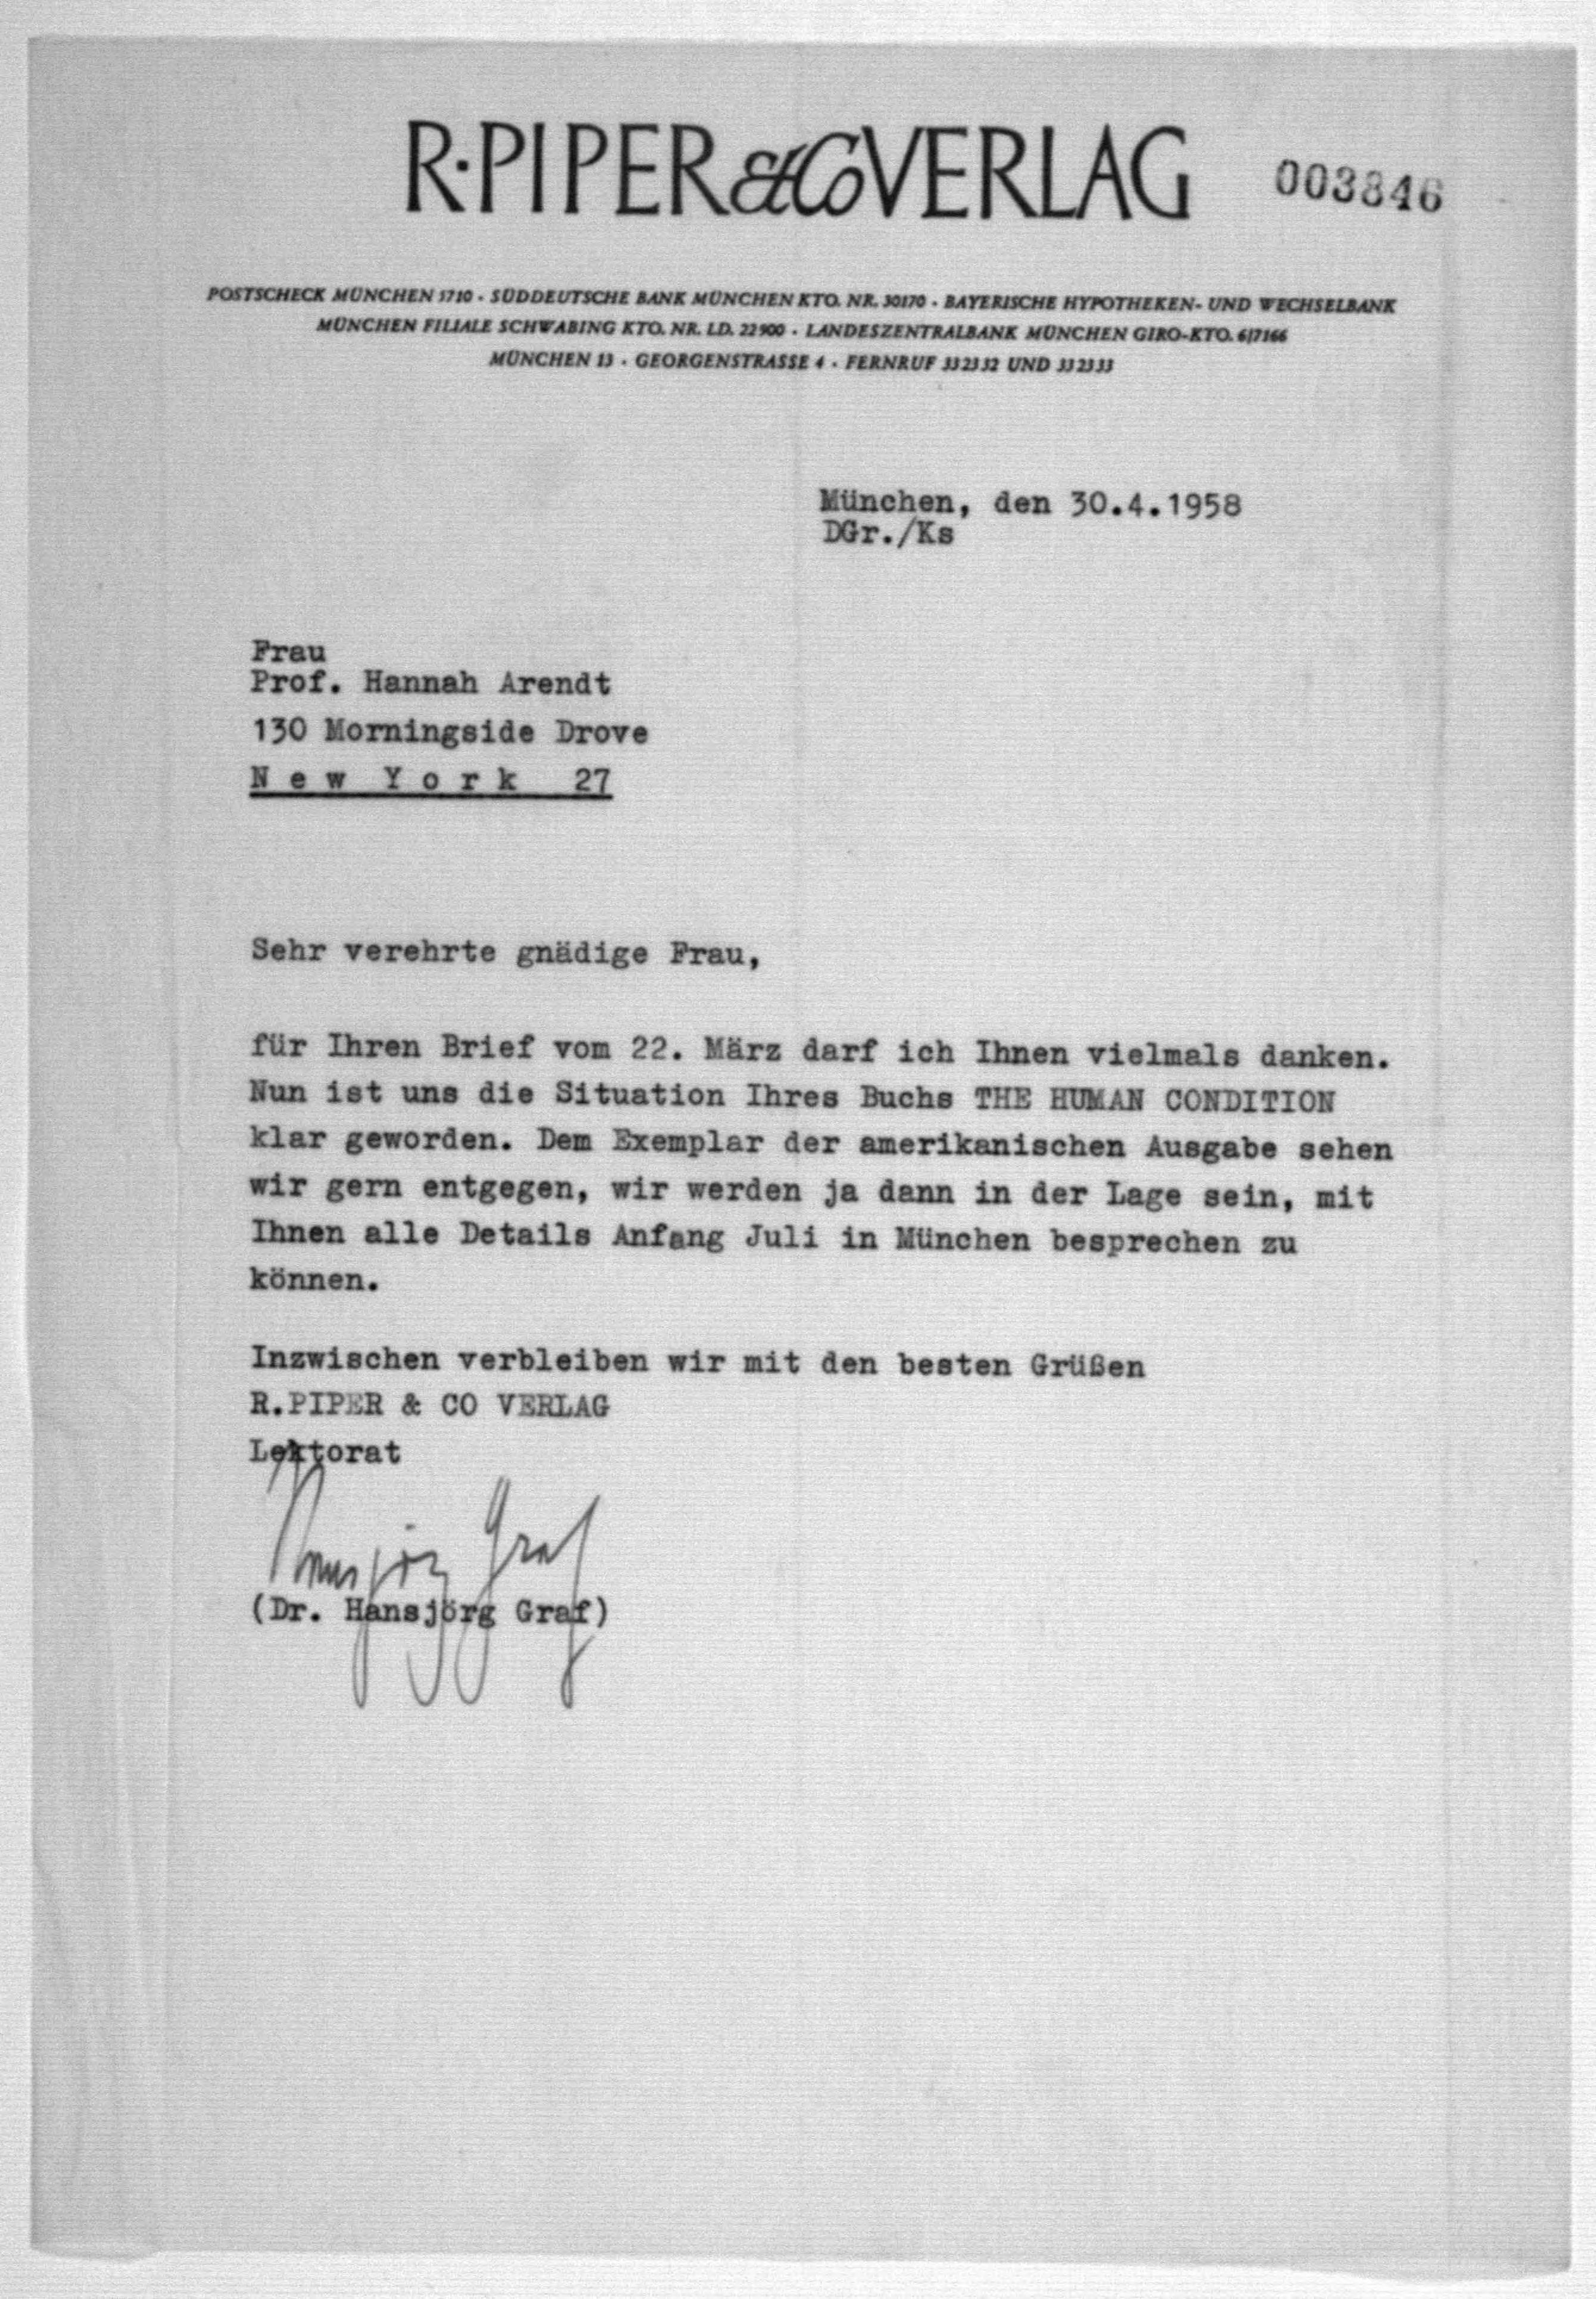 R·PIPER & Co VERLAG
003846
POSTSCHECK MÜNCHEN 5710 · SÜDDEUTSCHE BANK MÜNCHEN KTO. NR. 30170 · BAYERISCHE HYPOTHEKEN- UND WECHSELBANK
MÜNCHEN FILIALE SCHWABING KTO. NR. LD. 22900 · LANDESZENTRALBANK MÜNCHEN GIRO-KTO. 6/7166
MÜNCHEN 13 · GEORGENSTRASSE 4 · FERNRUF 332332 UND 332333
München, den 30.4.1958
DGr./Ks
Frau
Prof. Hannah Arendt
130 Morningside Drove
N e w   Y o r k   27
Sehr verehrte gnädige Frau,
für Ihren Brief vom 22. März darf ich Ihnen vielmals danken.
Nun ist uns die Situation Ihres Buchs THE HUMAN CONDITION
klar geworden. Dem Exemplar der amerikanischen Ausgabe sehen
wir gern entgegen, wir werden ja dann in der Lage sein, mit
Ihnen alle Details Anfang Juli in München besprechen zu
können.
Inzwischen verbleiben wir mit den besten Grüßen
R.PIPER & CO VERLAG
Lektorat
Hansjörg Graf
(Dr. Hansjörg Graf)